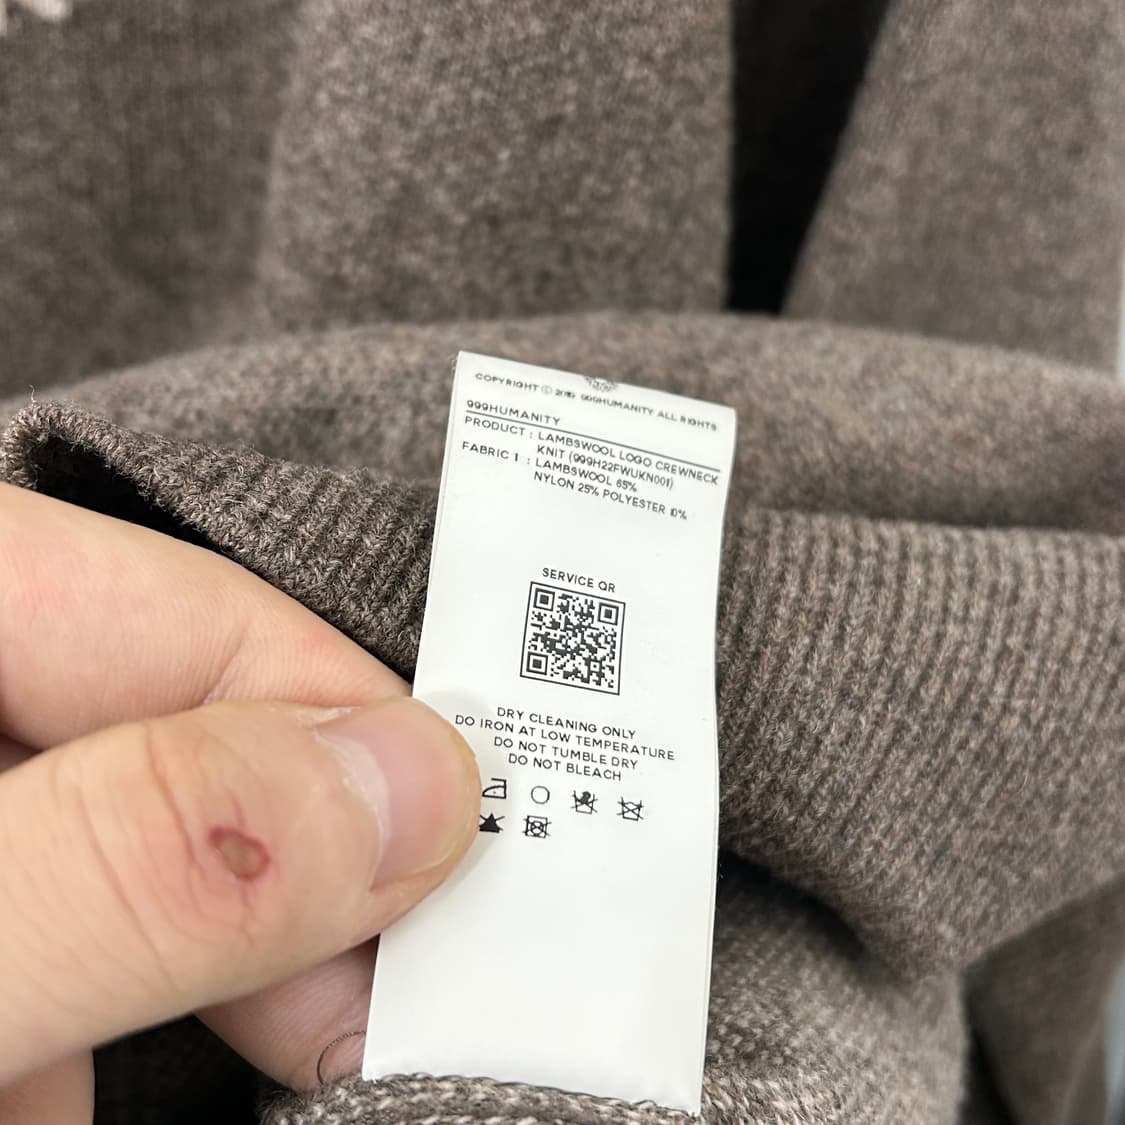 COPYRIGHT © 2019 999HUMANITY ALL RIGHTS
999HUMANITY
PRODUCT : LAMBSWOOL LOGO CREWNECK
KNIT (999H22FWUKN001)
FABRIC 1 : LAMBSWOOL 65%
NYLON 25% POLYESTER 10%
SERVICE QR
DRY CLEANING ONLY
DO IRON AT LOW TEMPERATURE
DO NOT TUMBLE DRY
DO NOT BLEACH